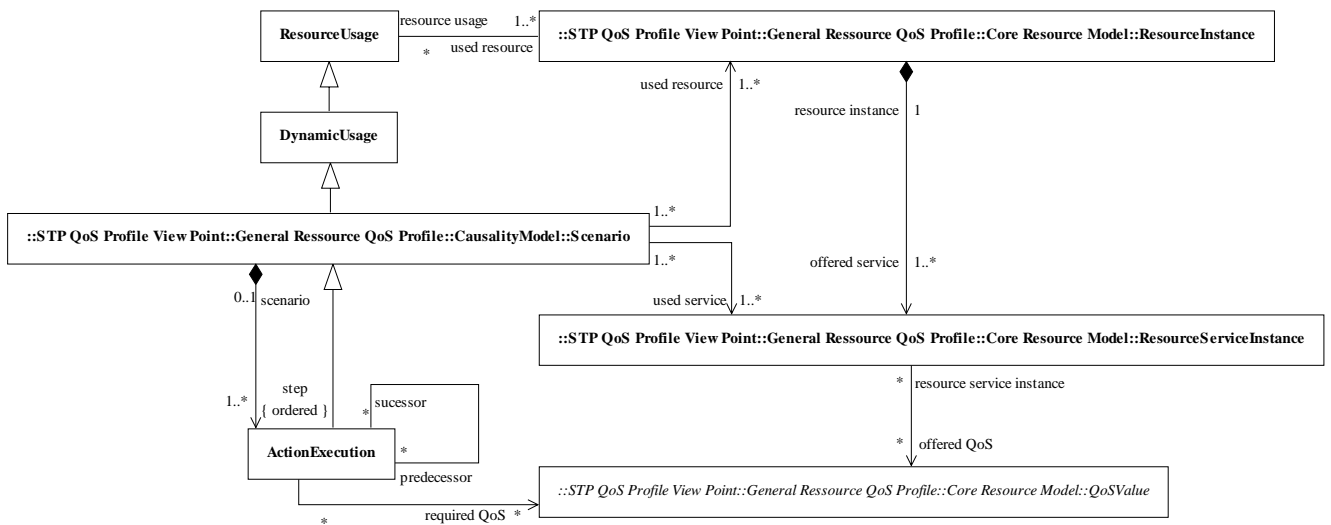 resource usage 1..*
ResourceUsage
::STP QoS Profile View Point::General Ressource QoS Profile::Core Resource Model::ResourceInstance
* used resource
used resource 1..*
resource instance 1
DynamicUsage
1..*
::STP QoS Profile View Point::General Ressource QoS Profile::CausalityModel::Scenario
1..*
offered service 1..*
0..1 scenario
used service 1..*
::STP QoS Profile View Point::General Ressource QoS Profile::Core Resource Model::ResourceServiceInstance
* resource service instance
step
1..* { ordered }
* sucessor
ActionExecution
*
predecessor
* offered QoS
::STP QoS Profile View Point::General Ressource QoS Profile::Core Resource Model::QoSValue
* required QoS *